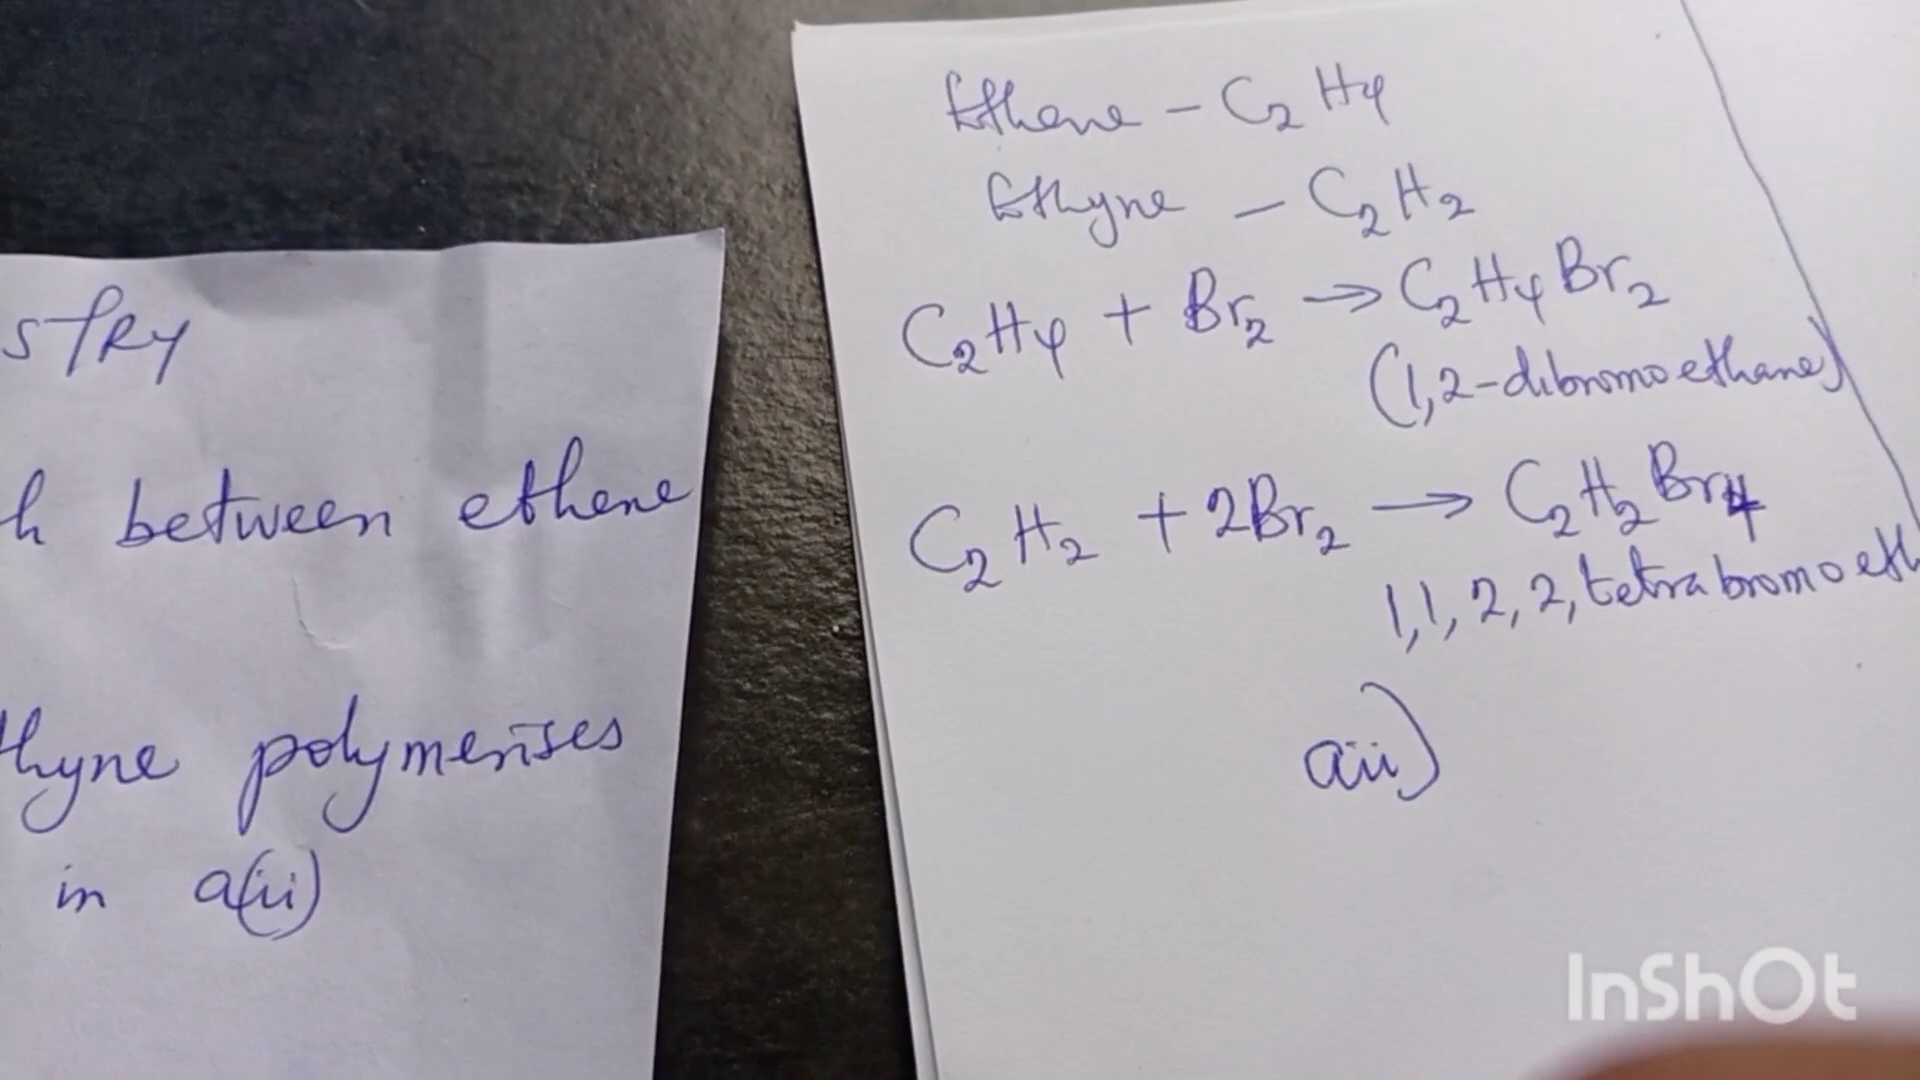 STRY
h between ethene
thyne polymerises
in a(ii)
Ethene - C2H4
Ethyne - C2H2
C2H4 + Br2 → C2H4Br2
(1,2-dibromoethane)
C2H2 + 2Br2 → C2H2Br4
1,1,2,2,tetrabromoeth
aii)
InShOt